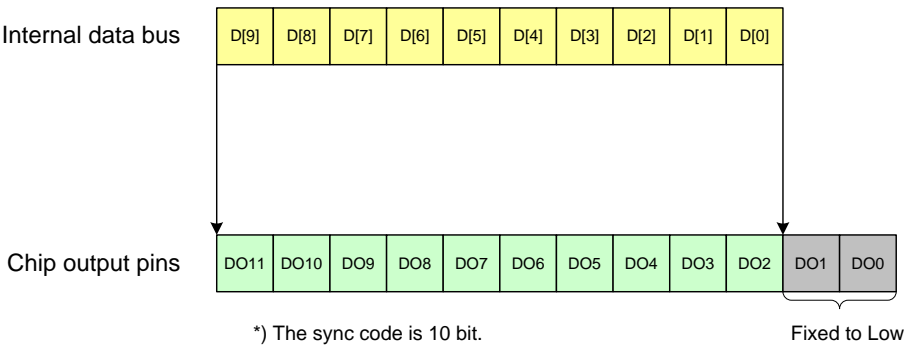 Internal data bus D[9] D[8] D[7] D[6] D[5] D[4] D[3] D[2] D[1] D[0]
Chip output pins DO11 DO10 DO9 DO8 DO7 DO6 DO5 DO4 DO3 DO2 DO1 DO0
*) The sync code is 10 bit. Fixed to Low